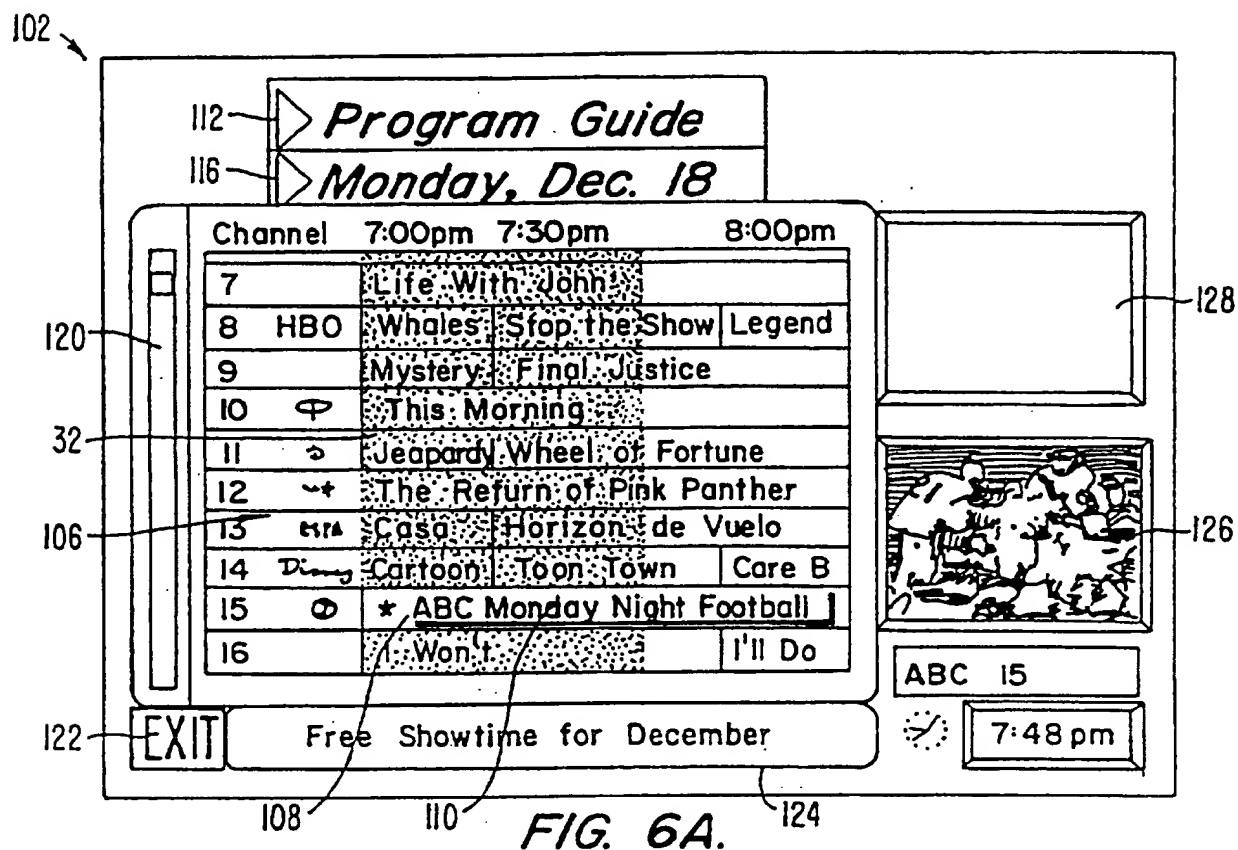 102
112 Program Guide
116 Monday, Dec. 18
Channel 7:00pm 7:30pm 8:00pm
7 Life With John
8 HBO Whales Stop the Show Legend
9 Mystery Final Justice
10 This Morning
11 Jeapardy Wheel of Fortune
12 The Return of Pink Panther
13 Casa Horizon de Vuelo
14 Disney Cartoon Toon Town Care B
15 * ABC Monday Night Football
16 I Won't I'll Do
120
32
106
128
126
ABC 15
122 EXIT Free Showtime for December 7:48 pm
108 110 124
FIG. 6A.